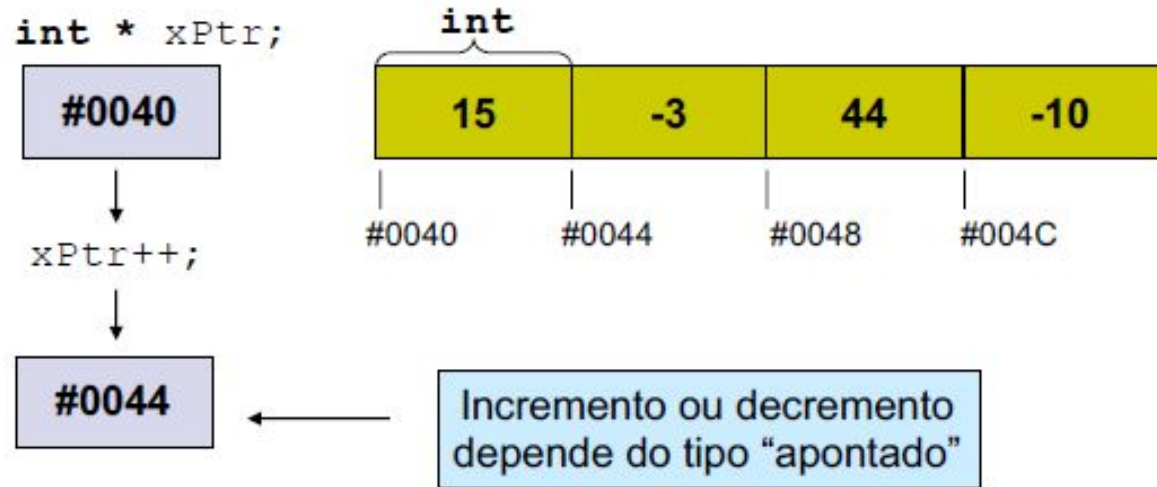 int * xPtr;
int
#0040
15 -3 44 -10
#0040 #0044 #0048 #004C
xPtr++;
#0044
Incremento ou decremento
depende do tipo “apontado”